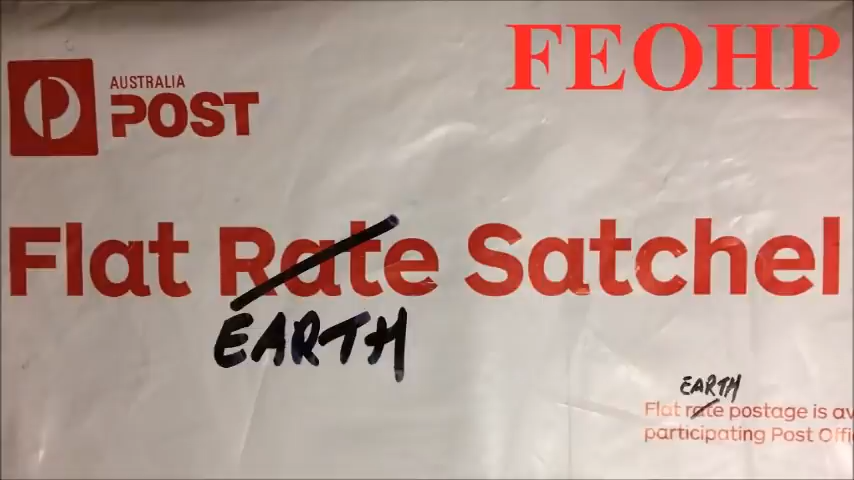 FEOHP
AUSTRALIA
POST
Flat Rate Satchel
EARTH
EARTH
Flat rate postage is av
participating Post Offi